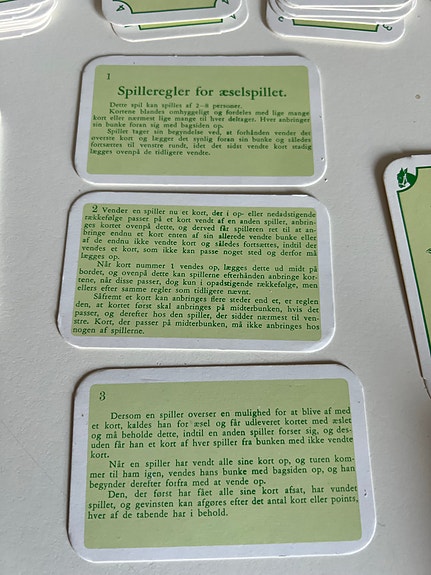 1
Spilleregler for æselspillet.
Dette spil kan spilles af 2—8 personer.
Kortene blandes omhyggeligt og fordeles med lige mange
kort eller nærmest lige mange til hver deltager. Hver anbringer
sin bunke foran sig med bagsiden op.
Spillet tager sin begyndelse ved, at forhånden vender det
øverste kort og lægger det synlig foran sin bunke og således
fortsættes til venstre rundt, idet det sidst vendte kort stadig
lægges ovenpå de tidligere vendte.
2 Vender en spiller nu et kort, der i op- eller nedadstigende
rækkefølge passer på et kort vendt af en anden spiller, anbrin-
ges kortet ovenpå dette, og derved får spilleren ret til at an-
bringe endnu et kort enten af sin allerede vendte bunke eller
af de endnu ikke vendte kort og således fortsættes, indtil der
vendes et kort, som ikke kan passe noget sted og derfor må
lægges op.
Når kort nummer 1 vendes op, lægges dette ud midt på
bordet, og ovenpå dette kan spillerne efterhånden anbringe kor-
tene, når disse passer, dog kun i opadstigende rækkefølge, men
ellers efter samme regler som tidligere nævnt.
Såfremt et kort kan anbringes flere steder end et, er reglen
den, at kortet først skal anbringes på midterbunken, hvis det
passer, og derefter hos den spiller, der sidder nærmest til ven-
stre. Kort, der passer på midterbunken, må ikke anbringes hos
nogen af spillerne.
3
Dersom en spiller overser en mulighed for at blive af med
et kort, kaldes han for æsel og får udleveret kortet med æslet
og må beholde dette, indtil en anden spiller forser sig, og des-
uden får han et kort af hver spiller fra bunken med ikke vendte
kort.
Når en spiller har vendt alle sine kort op, og turen kom-
mer til ham igen, vendes hans bunke med bagsiden op, og han
begynder derefter forfra med at vende op.
Den, der først har fået alle sine kort afsat, har vundet
spillet, og gevinsten kan afgøres efter det antal kort eller points,
hver af de tabende har i behold.